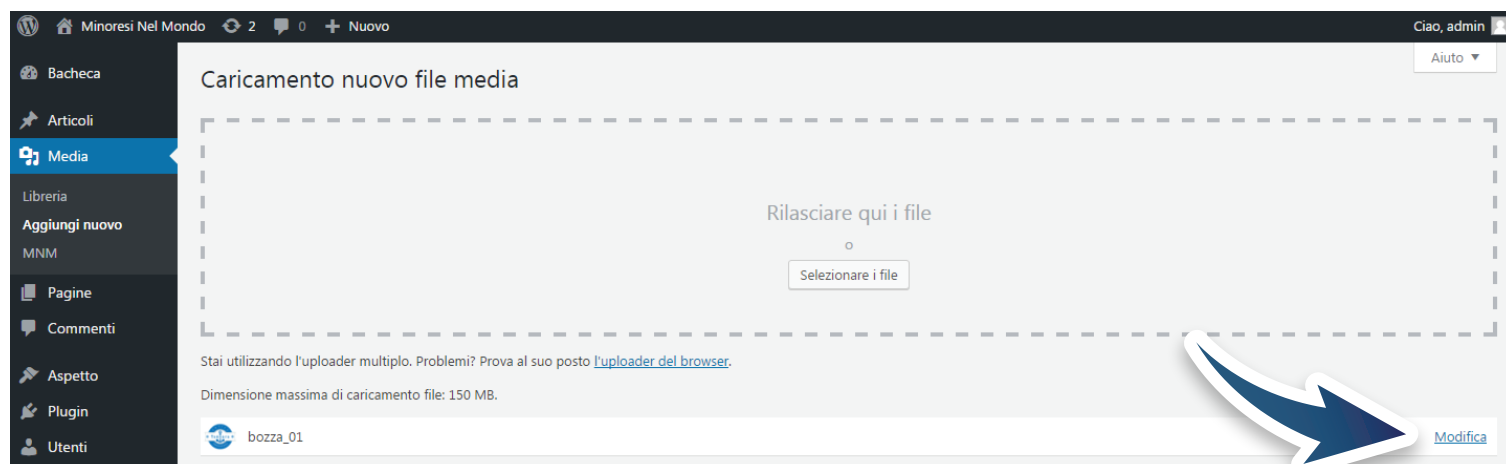 Minoresi Nel Mondo 2 0 Nuovo Ciao, admin
Aiuto
Bacheca
Articoli
Media
Libreria
Aggiungi nuovo
MNM
Pagine
Commenti
Aspetto
Plugin
Utenti
Caricamento nuovo file media
Rilasciare qui i file
o
Selezionare i file
Stai utilizzando l'uploader multiplo. Problemi? Prova al suo posto l'uploader del browser.
Dimensione massima di caricamento file: 150 MB.
bozza_01 Modifica